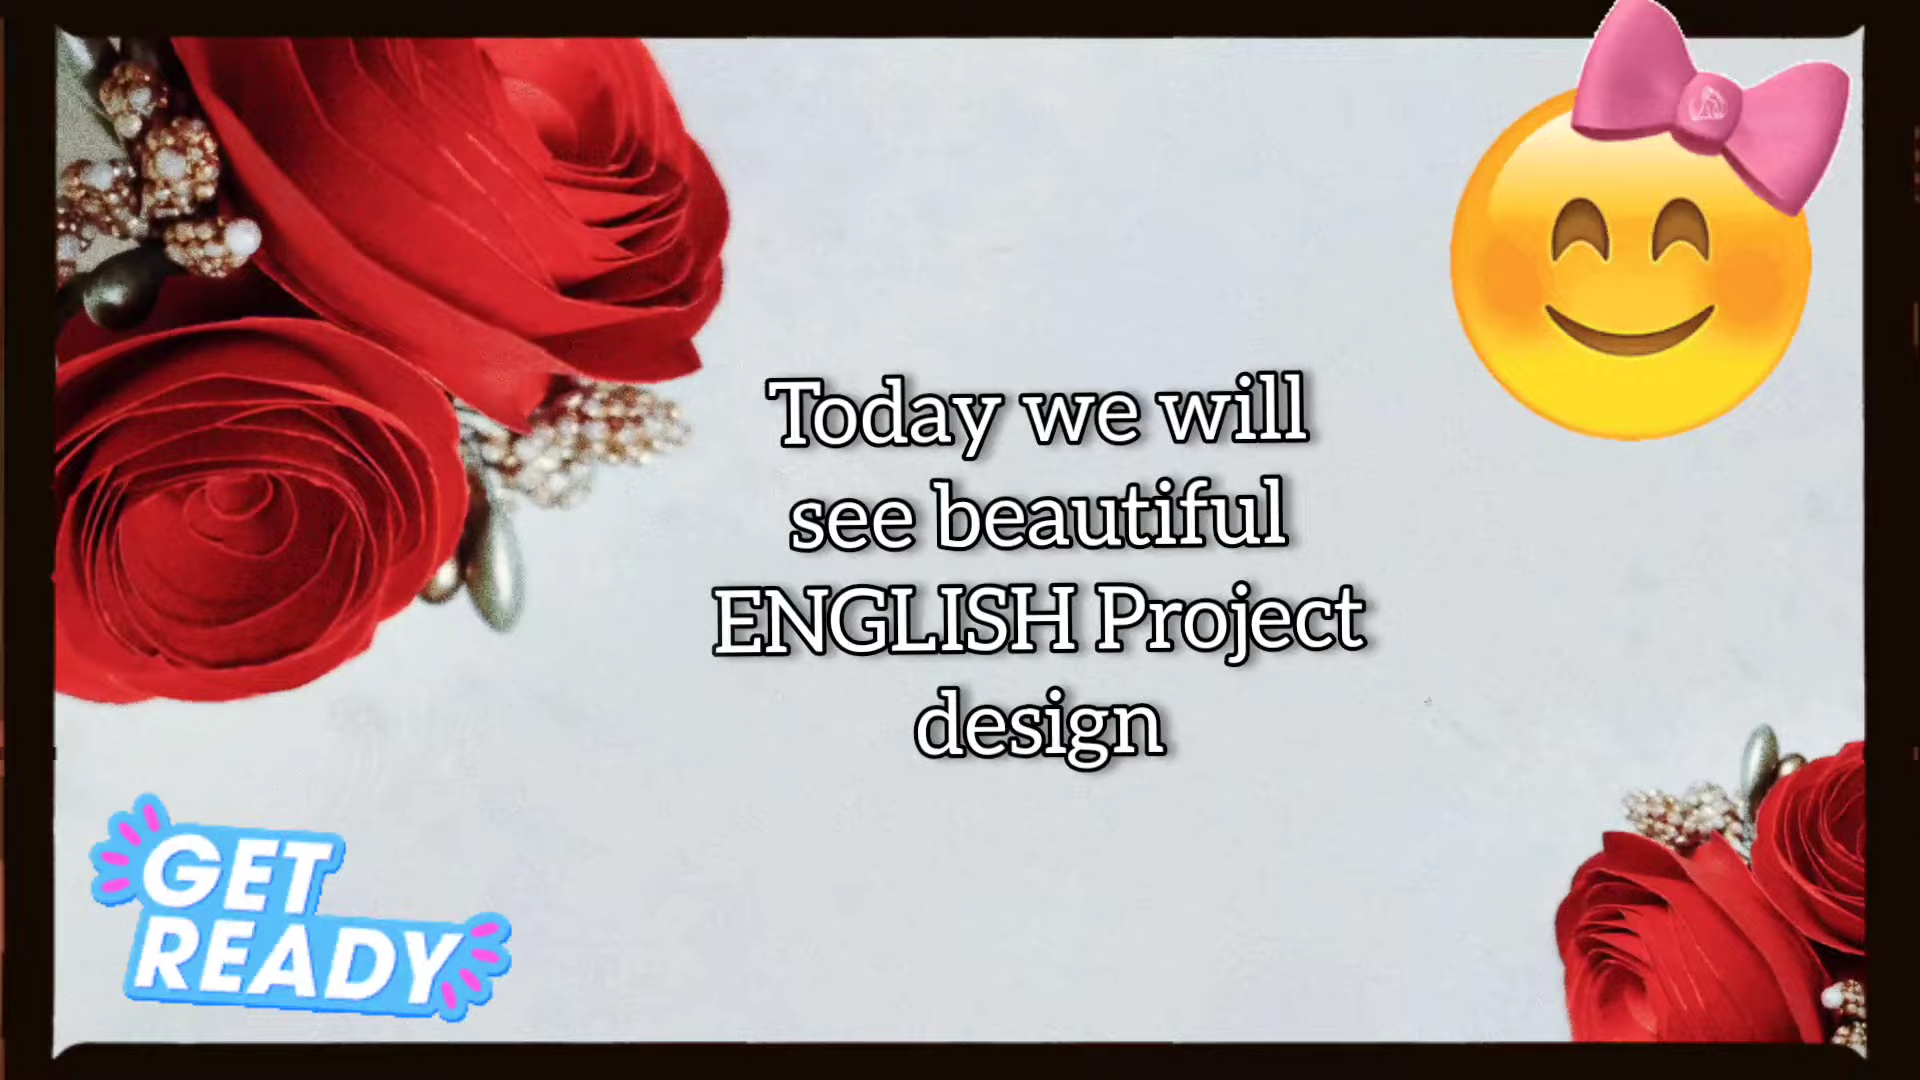 Today we will
see beautiful
ENGLISH Project
design
GET
READY